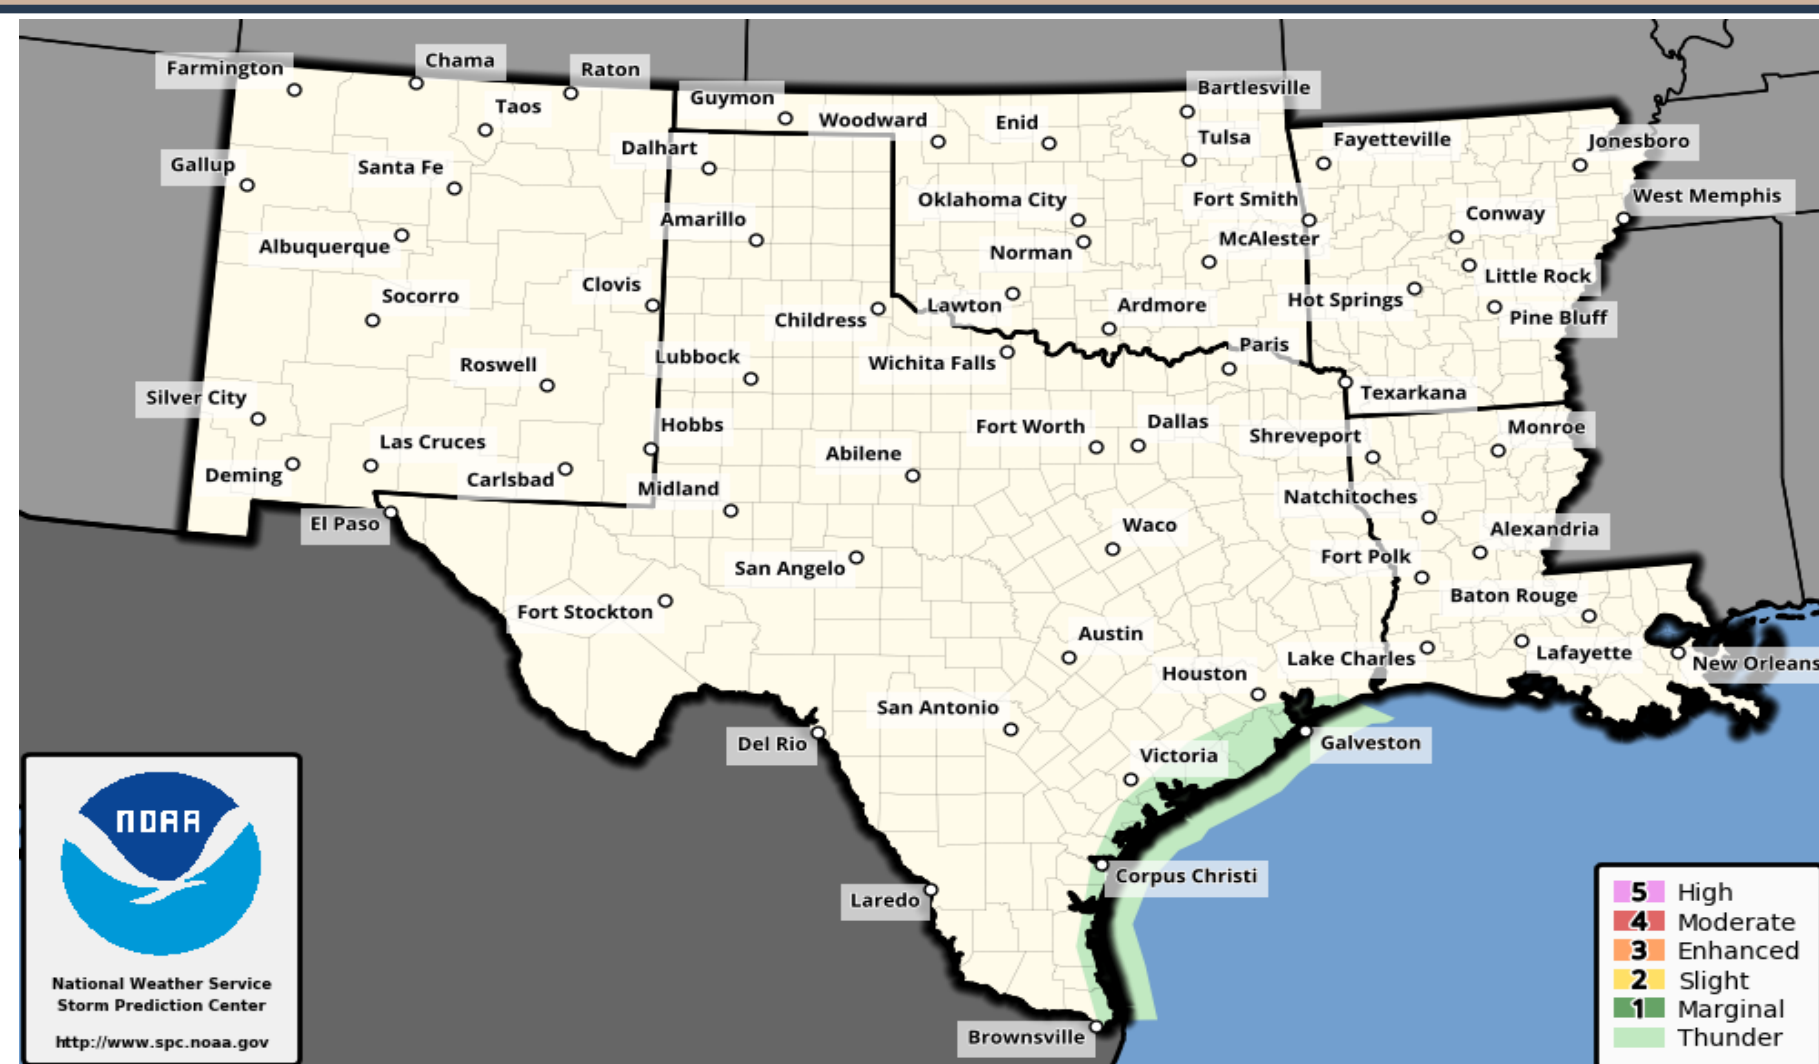 Farmington
Chama
Raton
Taos
Guymon
Woodward
Enid
Bartlesville
Tulsa
Fayetteville
Jonesboro
Gallup
Santa Fe
Dalhart
Oklahoma City
Fort Smith
West Memphis
Albuquerque
Amarillo
Norman
McAlester
Conway
Socorro
Clovis
Childress
Lawton
Ardmore
Hot Springs
Little Rock
Pine Bluff
Roswell
Lubbock
Wichita Falls
Paris
Texarkana
Silver City
Las Cruces
Hobbs
Fort Worth
Dallas
Shreveport
Monroe
Deming
Carlsbad
Midland
Abilene
Natchitoches
El Paso
San Angelo
Waco
Fort Polk
Alexandria
Fort Stockton
Austin
Baton Rouge
Houston
Lake Charles
Lafayette
New Orleans
Del Rio
San Antonio
Victoria
Galveston
Laredo
Corpus Christi
Brownsville
NOAA
National Weather Service
Storm Prediction Center
http://www.spc.noaa.gov
5 High
4 Moderate
3 Enhanced
2 Slight
1 Marginal
Thunder